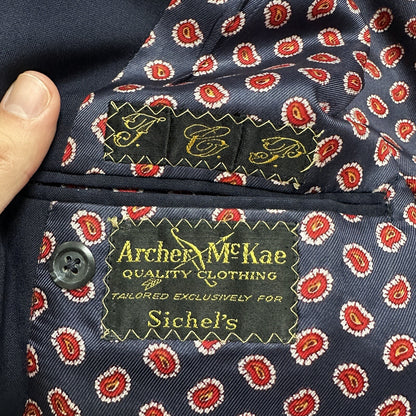 F. C. B.
Archer McKae
QUALITY CLOTHING
TAILORED EXCLUSIVELY FOR
Sichel's